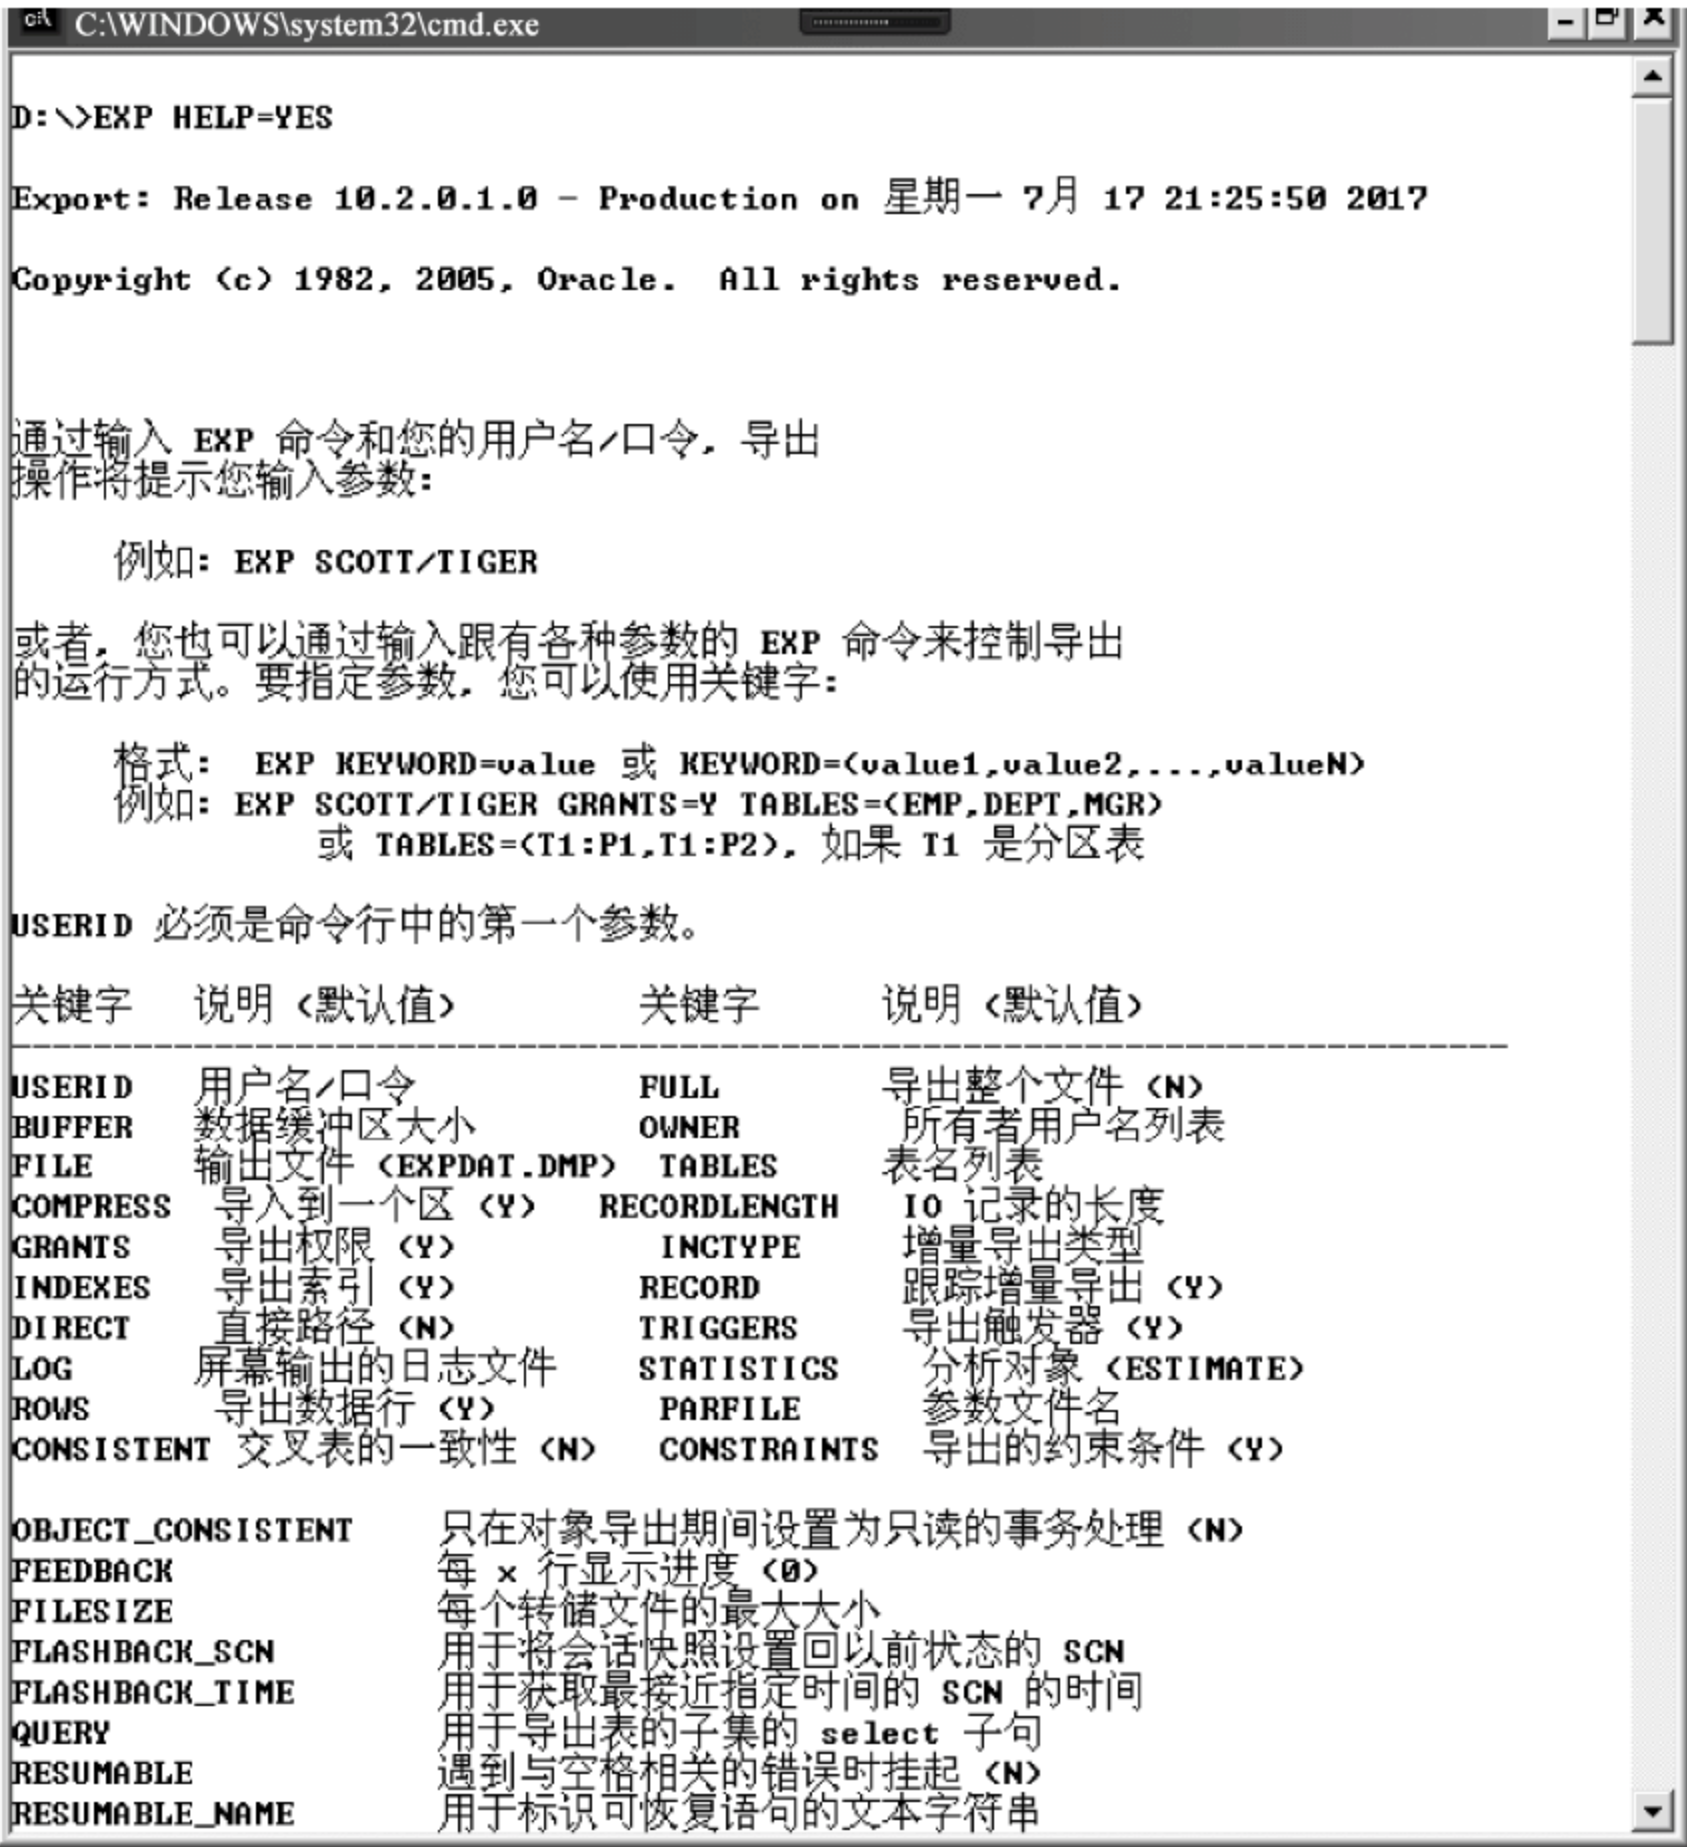 C:\WINDOWS\system32\cmd.exe
D:\>EXP HELP=YES
Export: Release 10.2.0.1.0 - Production on 星期一 7月 17 21:25:50 2017
Copyright (c) 1982, 2005, Oracle.  All rights reserved.
通过输入 EXP 命令和您的用户名/口令, 导出
操作将提示您输入参数:
例如: EXP SCOTT/TIGER
或者, 您也可以通过输入跟有各种参数的 EXP 命令来控制导出
的运行方式。要指定参数, 您可以使用关键字:
格式:  EXP KEYWORD=value 或 KEYWORD=(value1,value2,...,valueN)
例如: EXP SCOTT/TIGER GRANTS=Y TABLES=(EMP,DEPT,MGR)
或 TABLES=(T1:P1,T1:P2), 如果 T1 是分区表
USERID 必须是命令行中的第一个参数。
关键字   说明 (默认值)         关键字      说明 (默认值)
--------------------------------------------------------------------------
USERID   用户名/口令           FULL        导出整个文件 (N)
BUFFER   数据缓冲区大小        OWNER        所有者用户名列表
FILE     输出文件 (EXPDAT.DMP)  TABLES     表名列表
COMPRESS  导入到一个区 (Y)   RECORDLENGTH   IO 记录的长度
GRANTS    导出权限 (Y)          INCTYPE     增量导出类型
INDEXES   导出索引 (Y)         RECORD       跟踪增量导出 (Y)
DIRECT    直接路径 (N)         TRIGGERS     导出触发器 (Y)
LOG      屏幕输出的日志文件    STATISTICS    分析对象 (ESTIMATE)
ROWS      导出数据行 (Y)        PARFILE      参数文件名
CONSISTENT 交叉表的一致性 (N)   CONSTRAINTS  导出的约束条件 (Y)
OBJECT_CONSISTENT    只在对象导出期间设置为只读的事务处理 (N)
FEEDBACK             每 x 行显示进度 (0)
FILESIZE             每个转储文件的最大大小
FLASHBACK_SCN        用于将会话快照设置回以前状态的 SCN
FLASHBACK_TIME       用于获取最接近指定时间的 SCN 的时间
QUERY                用于导出表的子集的 select 子句
RESUMABLE            遇到与空格相关的错误时挂起 (N)
RESUMABLE_NAME       用于标识可恢复语句的文本字符串